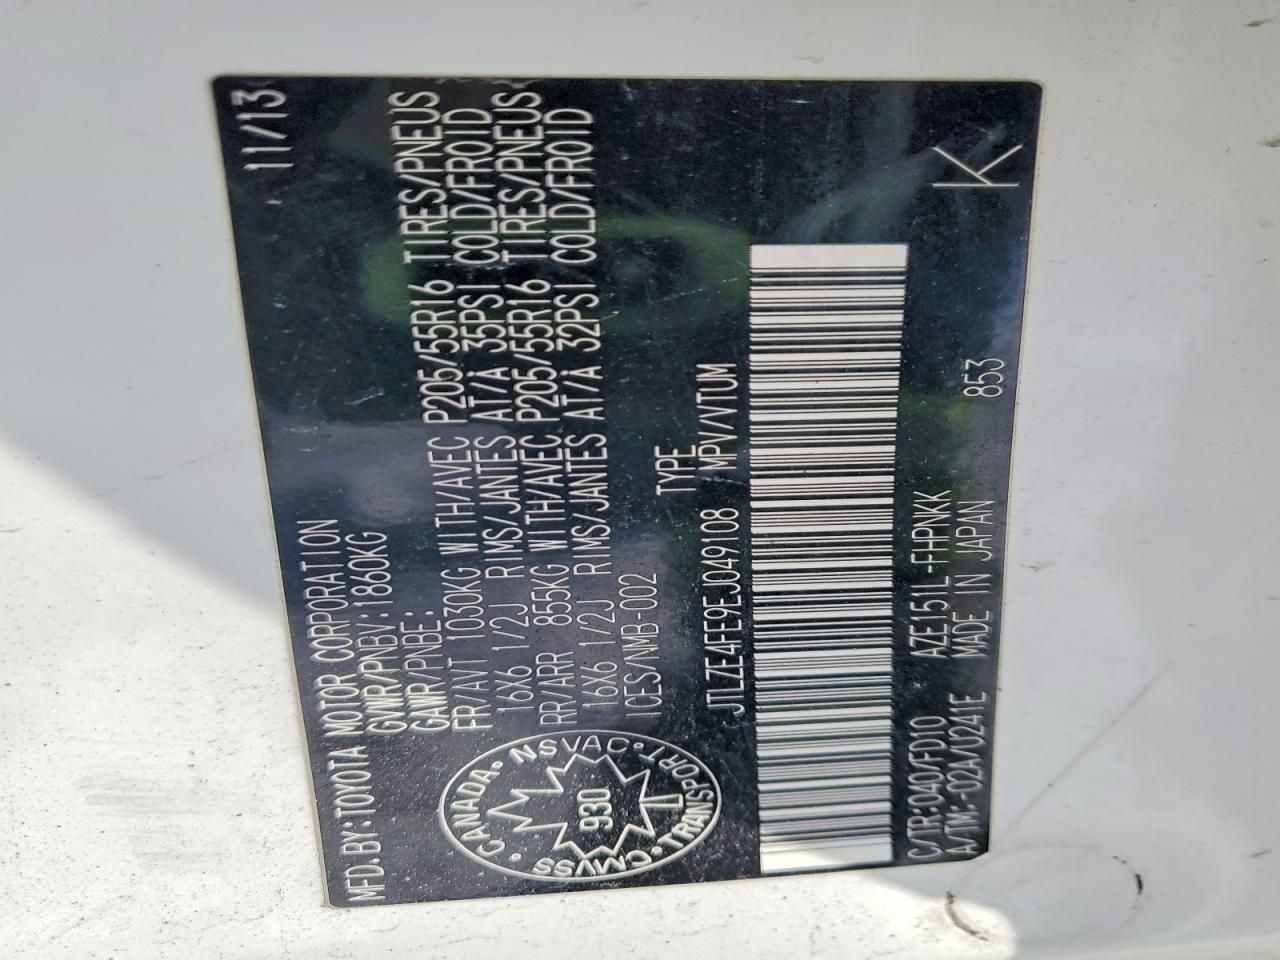 MFD. BY: TOYOTA MOTOR CORPORATION 11/13
GVWR/PNBV: 1860KG
GAWR/PNBE:
FR/AVT 1030KG WITH/AVEC P205/55R16 TIRES/PNEUS
16X6 1/2J RIMS/JANTES AT/À 35PSI COLD/FROID
RR/ARR 855KG WITH/AVEC P205/55R16 TIRES/PNEUS
16X6 1/2J RIMS/JANTES AT/À 32PSI COLD/FROID
ICES/NMB-002
CANADA · NSVAC · TRANSPORT · CMVSS
930
TYPE
JTLZE4FE9EJ049108 MPV/VTUM
C/TR:040/FD10 AZE151L-FHPNKK 853 K
A/TM:-02A/U241E MADE IN JAPAN